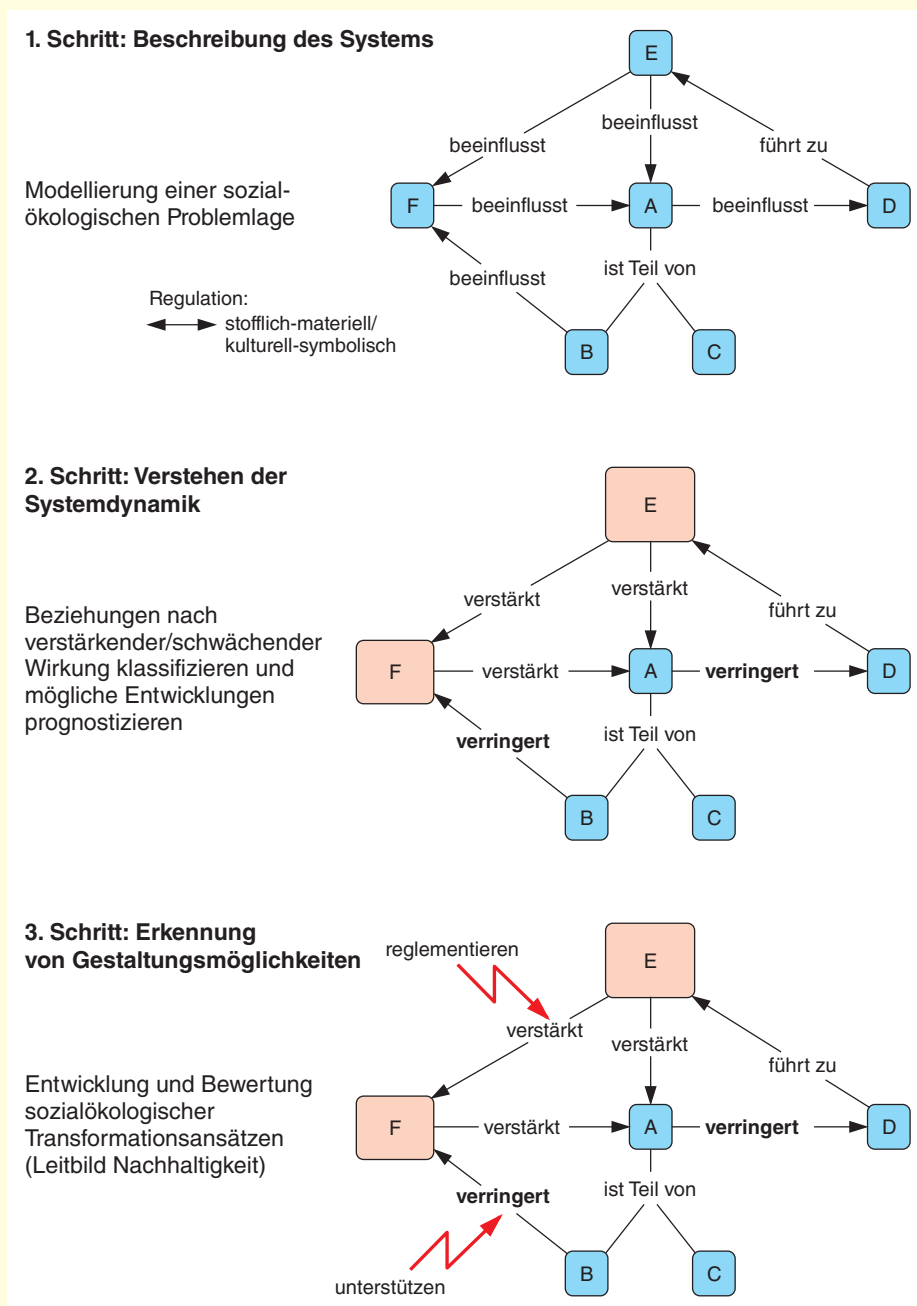 1. Schritt: Beschreibung des Systems
E
beeinflusst
beeinflusst
führt zu
Modellierung einer sozial-
ökologischen Problemlage
F
beeinflusst
A
beeinflusst
D
beeinflusst
ist Teil von
Regulation:
stofflich-materiell/
kulturell-symbolisch
B
C
2. Schritt: Verstehen der
Systemdynamik
E
verstärkt
verstärkt
führt zu
Beziehungen nach
verstärkender/schwächender
Wirkung klassifizieren und
mögliche Entwicklungen
prognostizieren
F
verstärkt
A
verringert
D
verringert
ist Teil von
B
C
3. Schritt: Erkennung
von Gestaltungsmöglichkeiten
reglementieren
E
verstärkt
verstärkt
führt zu
Entwicklung und Bewertung
sozialökologischer
Transformationsansätzen
(Leitbild Nachhaltigkeit)
F
verstärkt
A
verringert
D
verringert
ist Teil von
unterstützen
B
C